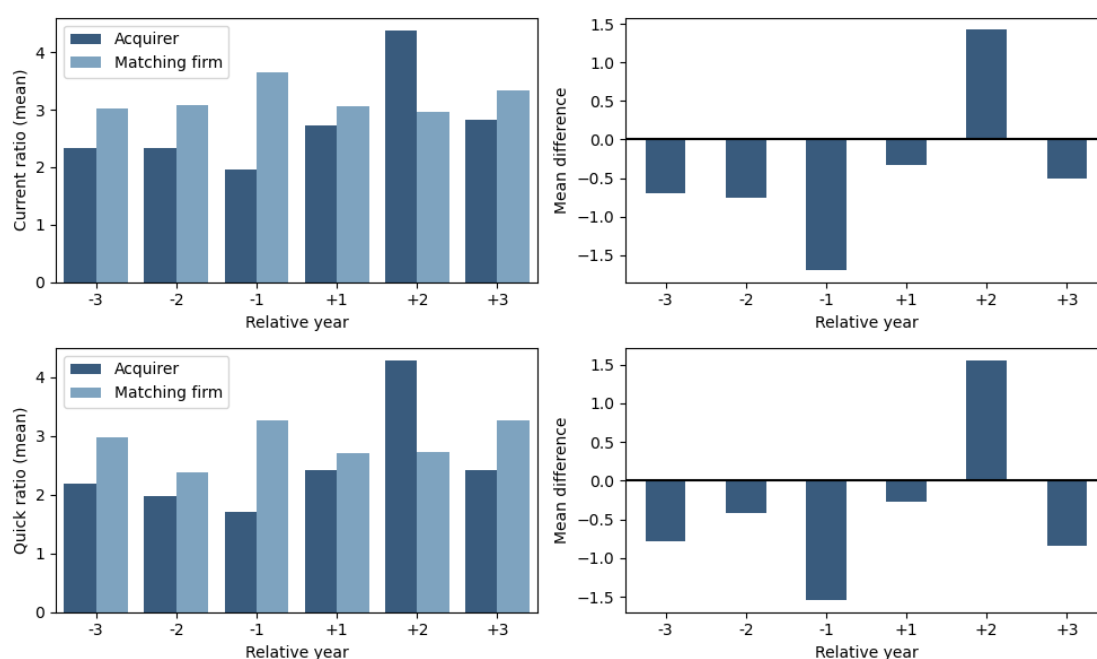 Current ratio (mean)
4
3
2
1
0
Acquirer
Matching firm
-3 -2 -1 +1 +2 +3
Relative year
Mean difference
1.5
1.0
0.5
0.0
−0.5
−1.0
−1.5
-3 -2 -1 +1 +2 +3
Relative year
Quick ratio (mean)
4
3
2
1
0
Acquirer
Matching firm
-3 -2 -1 +1 +2 +3
Relative year
Mean difference
1.5
1.0
0.5
0.0
−0.5
−1.0
−1.5
-3 -2 -1 +1 +2 +3
Relative year